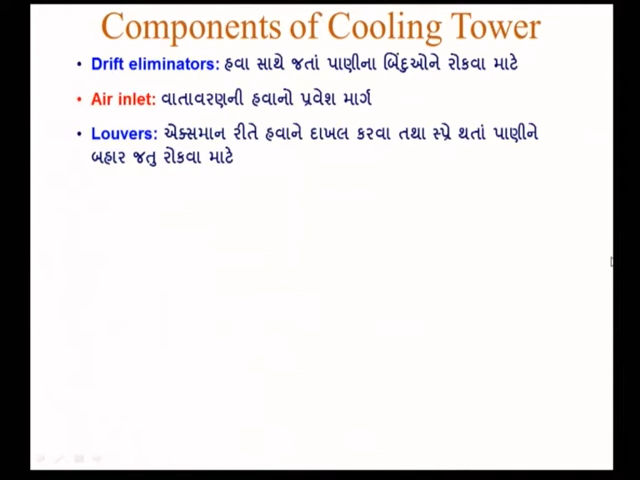 Components of Cooling Tower
• Drift eliminators: હવા સાથે જતાં પાણીના બિંદુઓને રોકવા માટે
• Air inlet: વાતાવરણની હવાનો પ્રવેશ માર્ગ
• Louvers: એક્સમાન રીતે હવાને દાખલ કરવા તથા સ્પ્રે થતાં પાણીને
બહાર જતુ રોકવા માટે